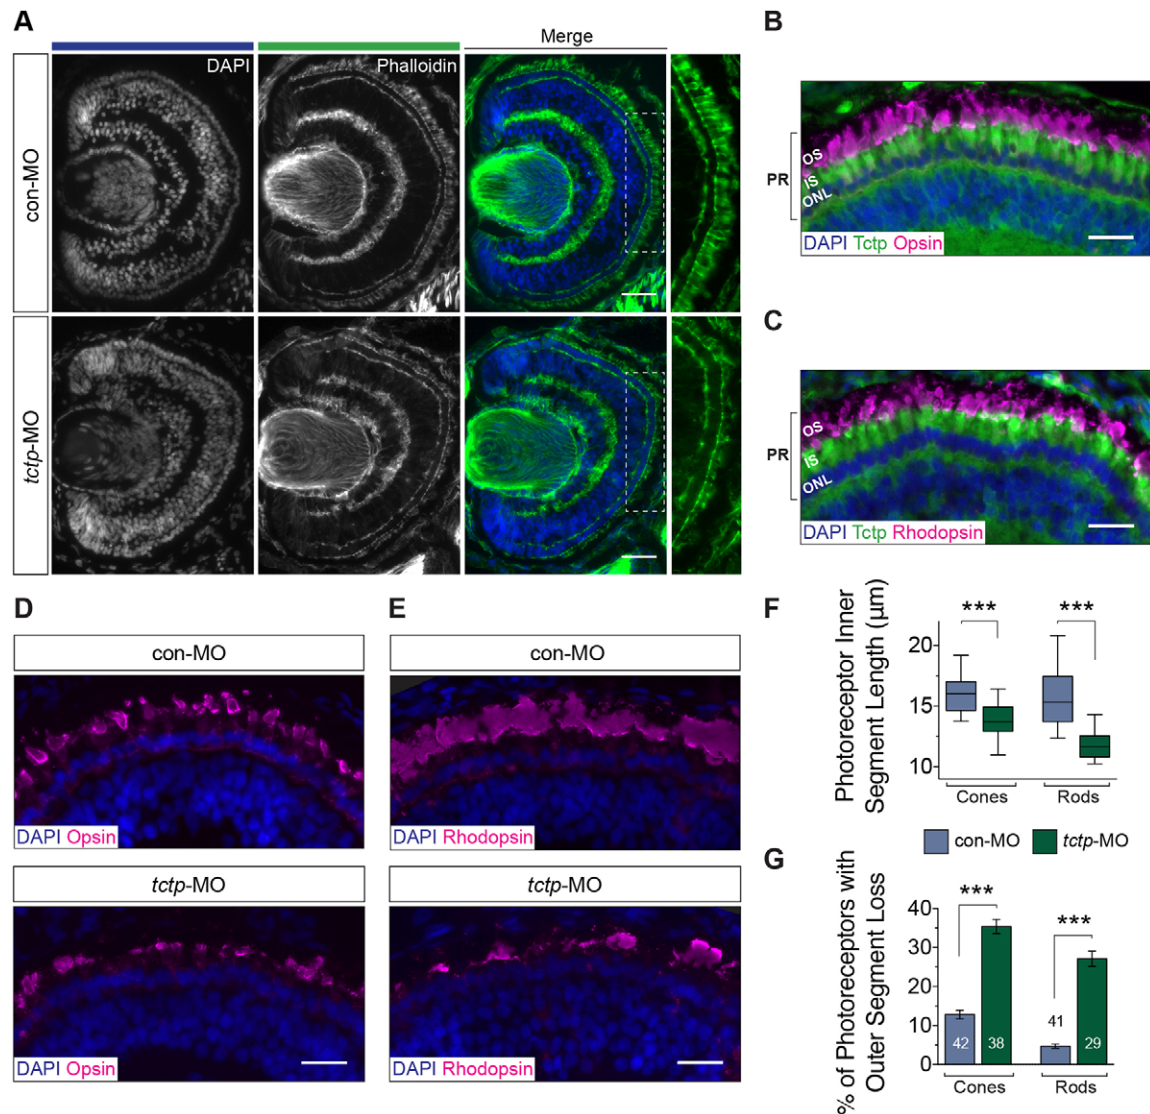 A
B
Merge
DAPI
Phalloidin
con-MO
tctp-MO
PR
OS
IS
ONL
DAPI Tctp Opsin
C
PR
OS
IS
ONL
DAPI Tctp Rhodopsin
D
E
con-MO
con-MO
DAPI Opsin
DAPI Rhodopsin
tctp-MO
tctp-MO
DAPI Opsin
DAPI Rhodopsin
F
Photoreceptor Inner
Segment Length (µm)
20
15
10
***
***
Cones
Rods
con-MO
tctp-MO
G
% of Photoreceptors with
Outer Segment Loss
40
30
20
10
0
***
***
42
38
41
29
Cones
Rods